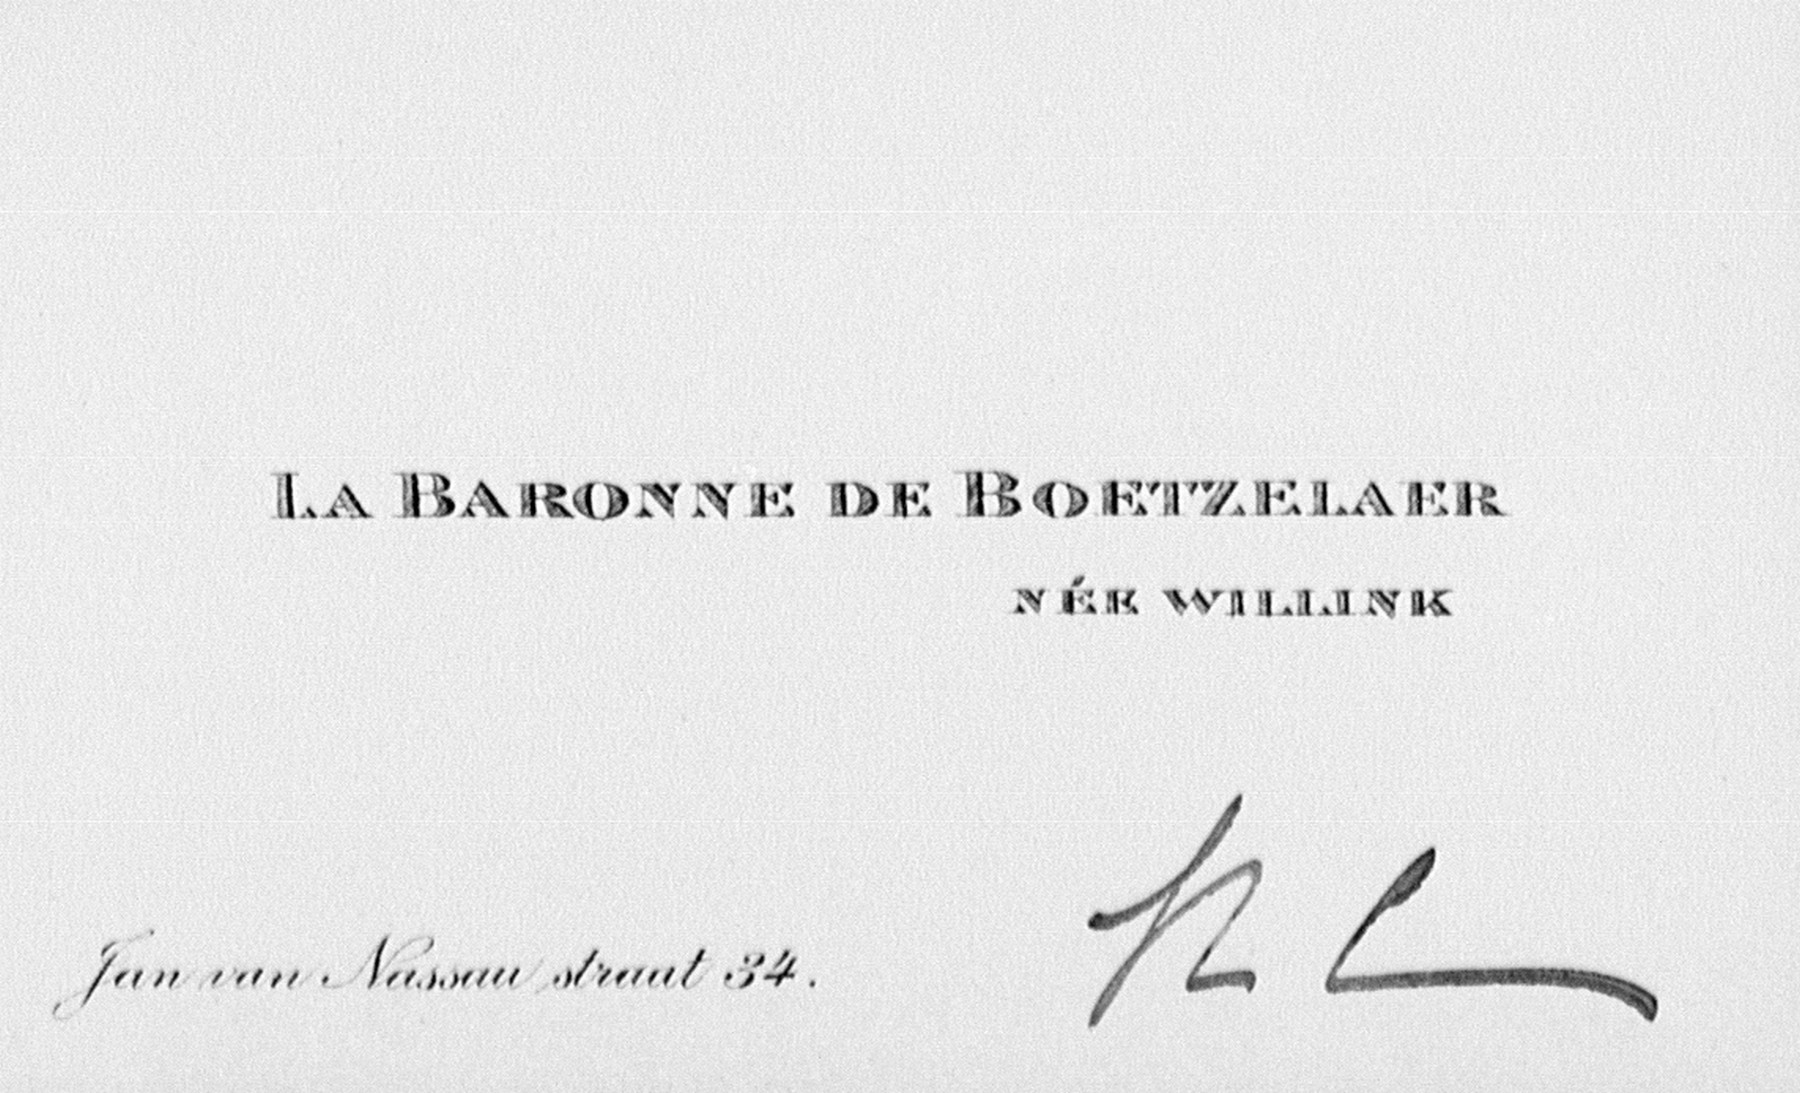 LA BARONNE DE BOETZELAER
NÉE WILLINK
Jan van Nassau straat 34.